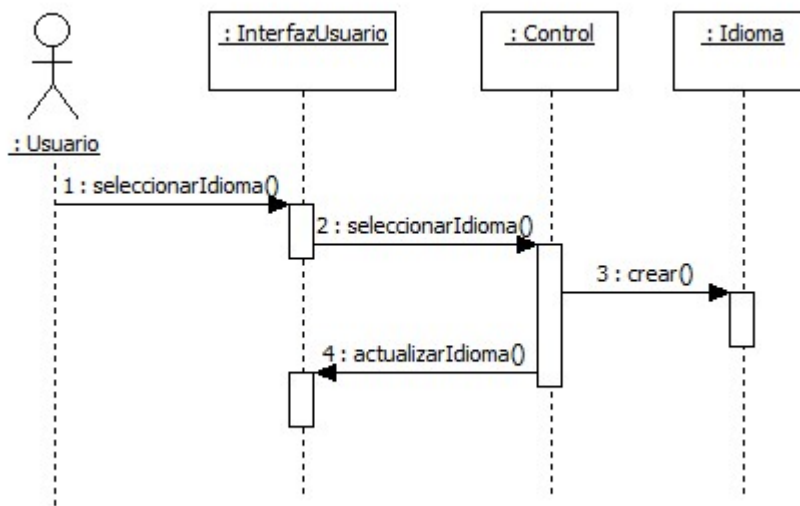 : InterfazUsuario
: Control
: Idioma
: Usuario
1 : seleccionarIdioma()
2 : seleccionarIdioma()
3 : crear()
4 : actualizarIdioma()